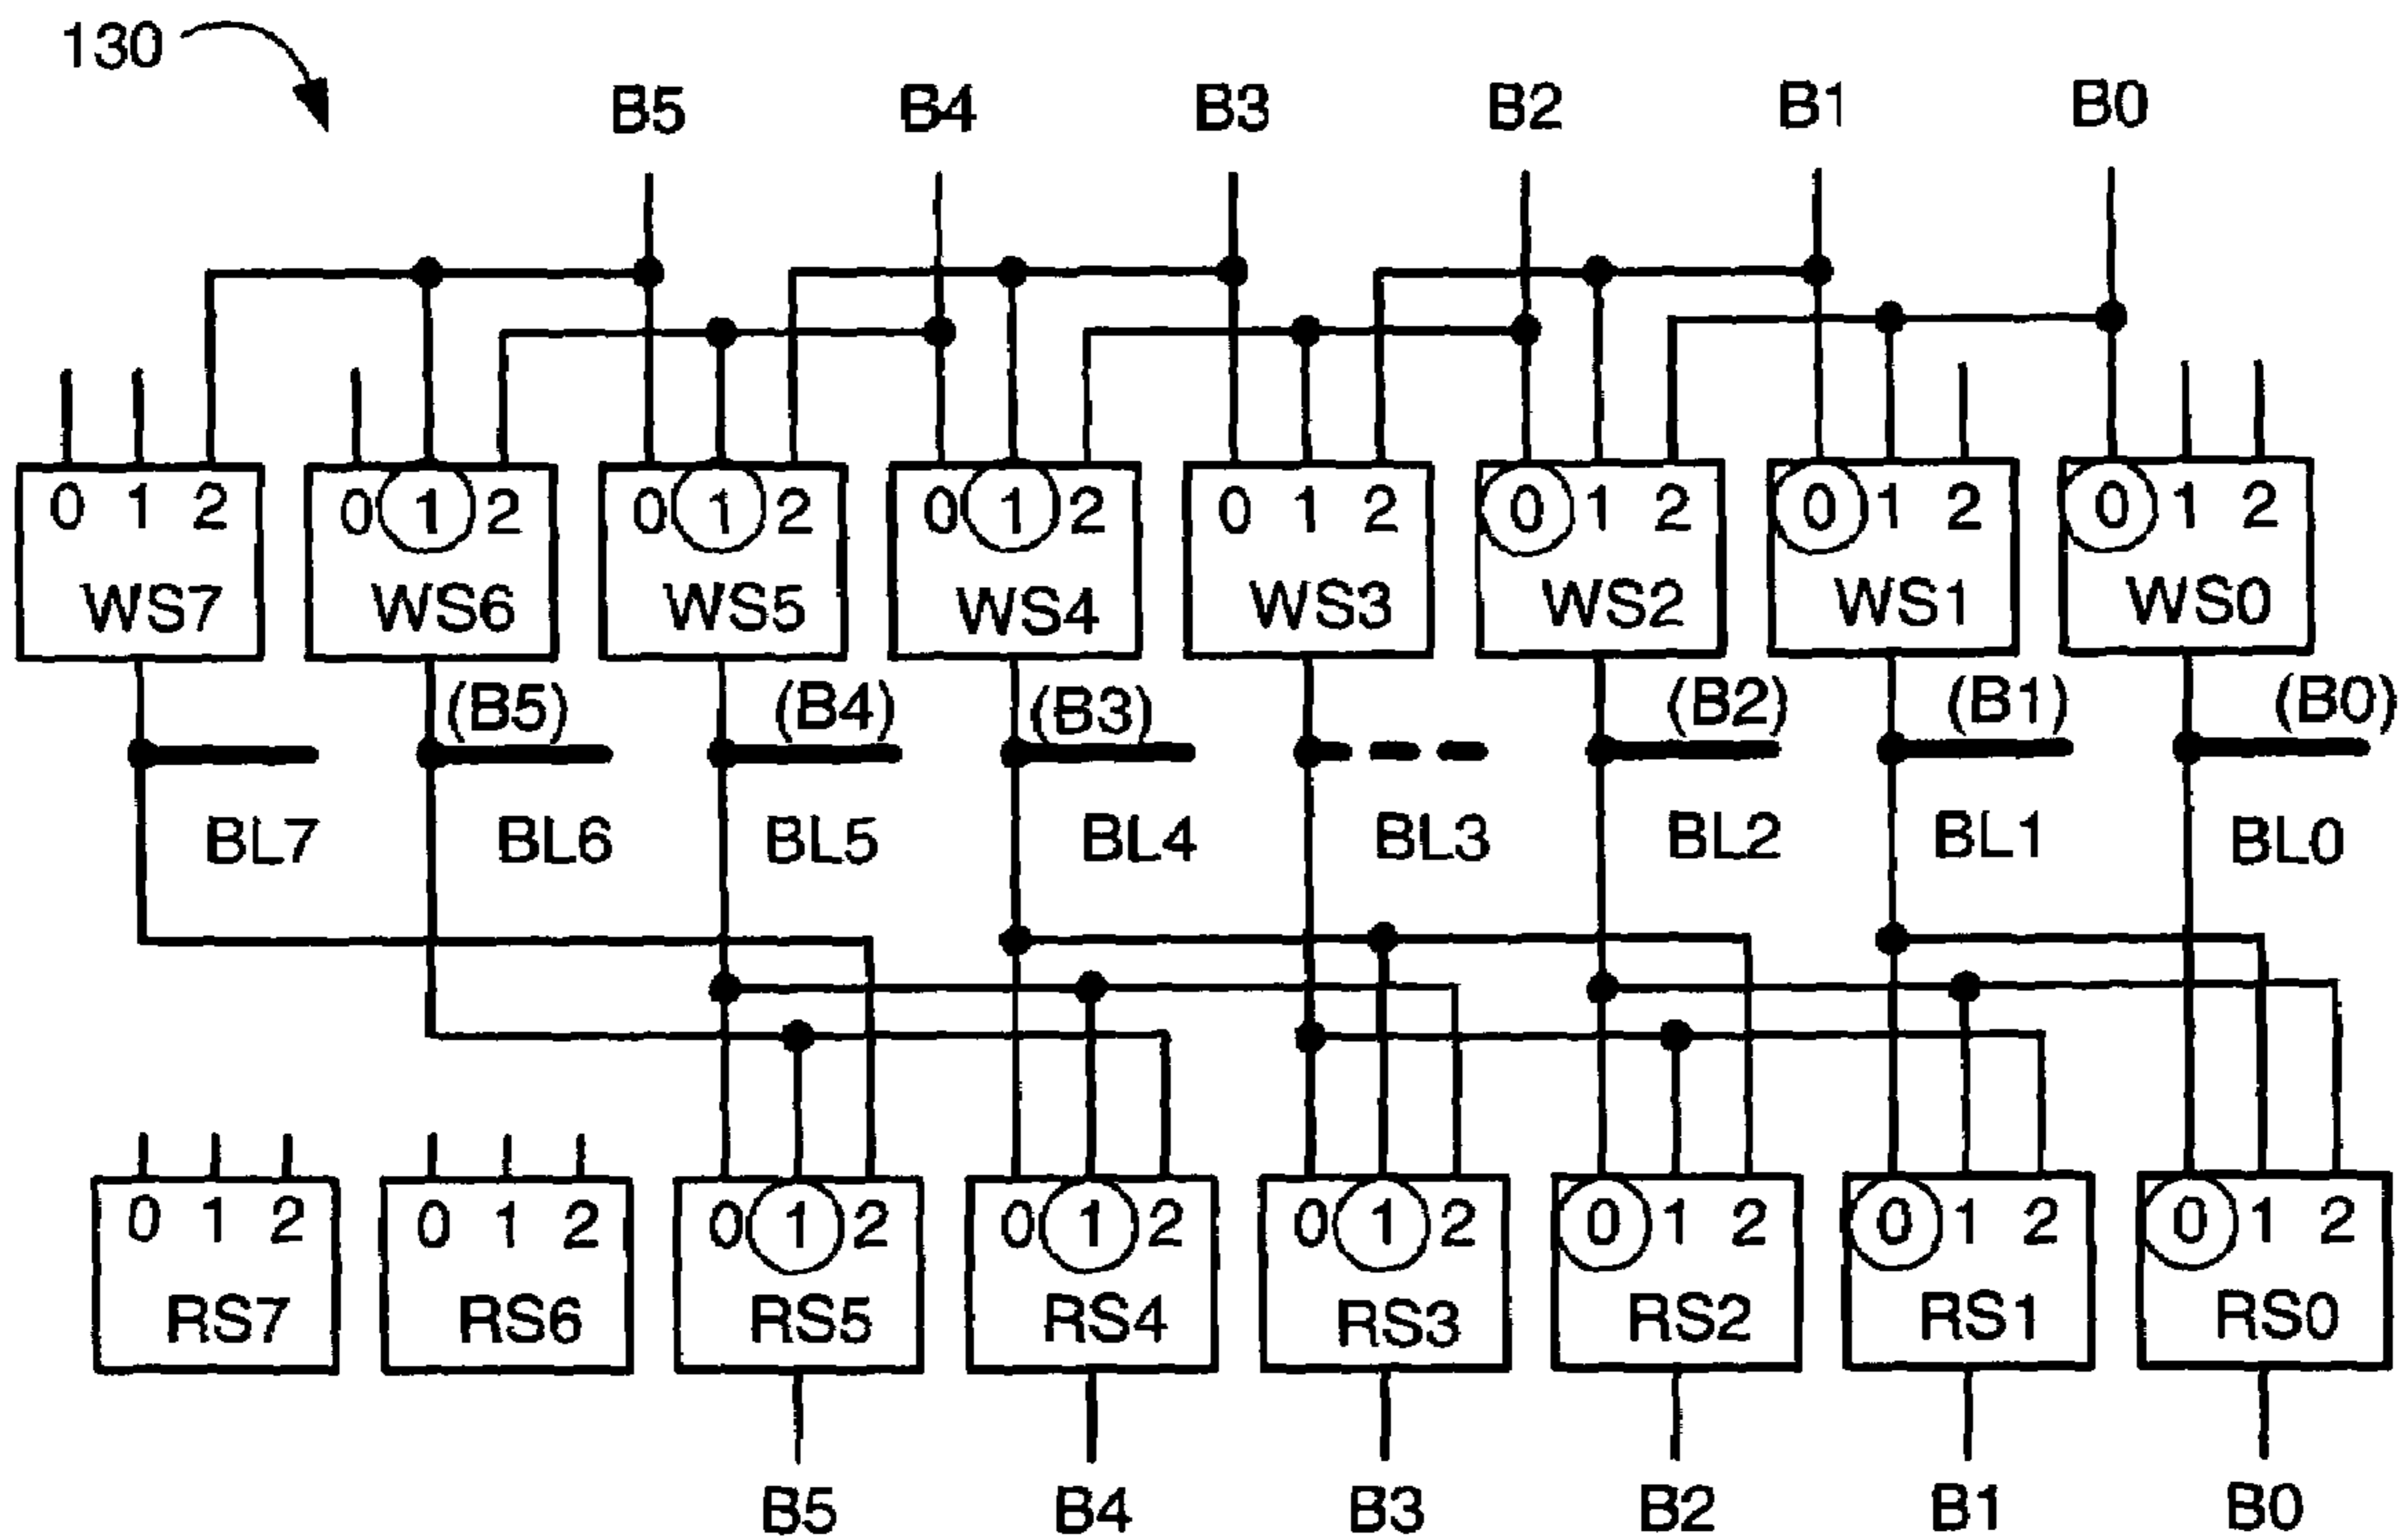 130
B5 B4 B3 B2 B1 B0
0 1 2 0 1 2 0 1 2 0 1 2 0 1 2 0 1 2 0 1 2 0 1 2
WS7 WS6 WS5 WS4 WS3 WS2 WS1 WS0
(B5) (B4) (B3) (B2) (B1) (B0)
BL7 BL6 BL5 BL4 BL3 BL2 BL1 BL0
0 1 2 0 1 2 0 1 2 0 1 2 0 1 2 0 1 2 0 1 2 0 1 2
RS7 RS6 RS5 RS4 RS3 RS2 RS1 RS0
B5 B4 B3 B2 B1 B0